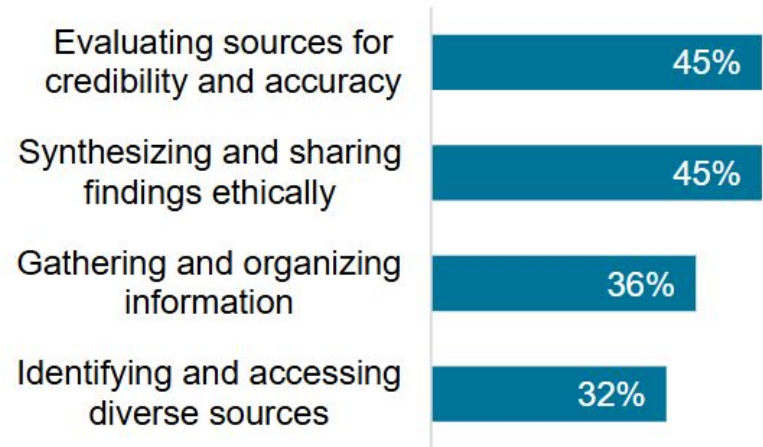 Evaluating sources for
credibility and accuracy
45%
Synthesizing and sharing
findings ethically
45%
Gathering and organizing
information
36%
Identifying and accessing
diverse sources
32%